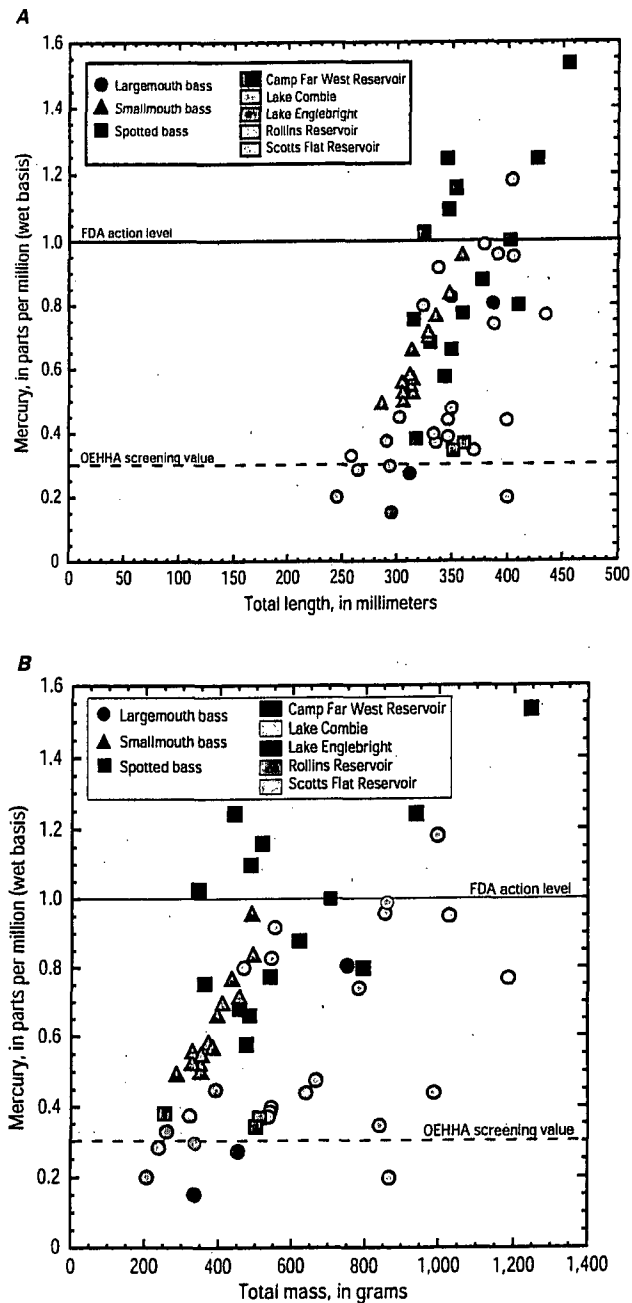 A
Mercury, in parts per million (wet basis)
1.6
1.4
1.2
1.0
0.8
0.6
0.4
0.2
0
Largemouth bass
Smallmouth bass
Spotted bass
Camp Far West Reservoir
Lake Combie
Lake Englebright
Rollins Reservoir
Scotts Flat Reservoir
FDA action level
OEHHA screening value
0 50 100 150 200 250 300 350 400 450 500
Total length, in millimeters
B
Mercury, in parts per million (wet basis)
1.6
1.4
1.2
1.0
0.8
0.6
0.4
0.2
0
Largemouth bass
Smallmouth bass
Spotted bass
Camp Far West Reservoir
Lake Combie
Lake Englebright
Rollins Reservoir
Scotts Flat Reservoir
FDA action level
OEHHA screening value
0 200 400 600 800 1,000 1,200 1,400
Total mass, in grams